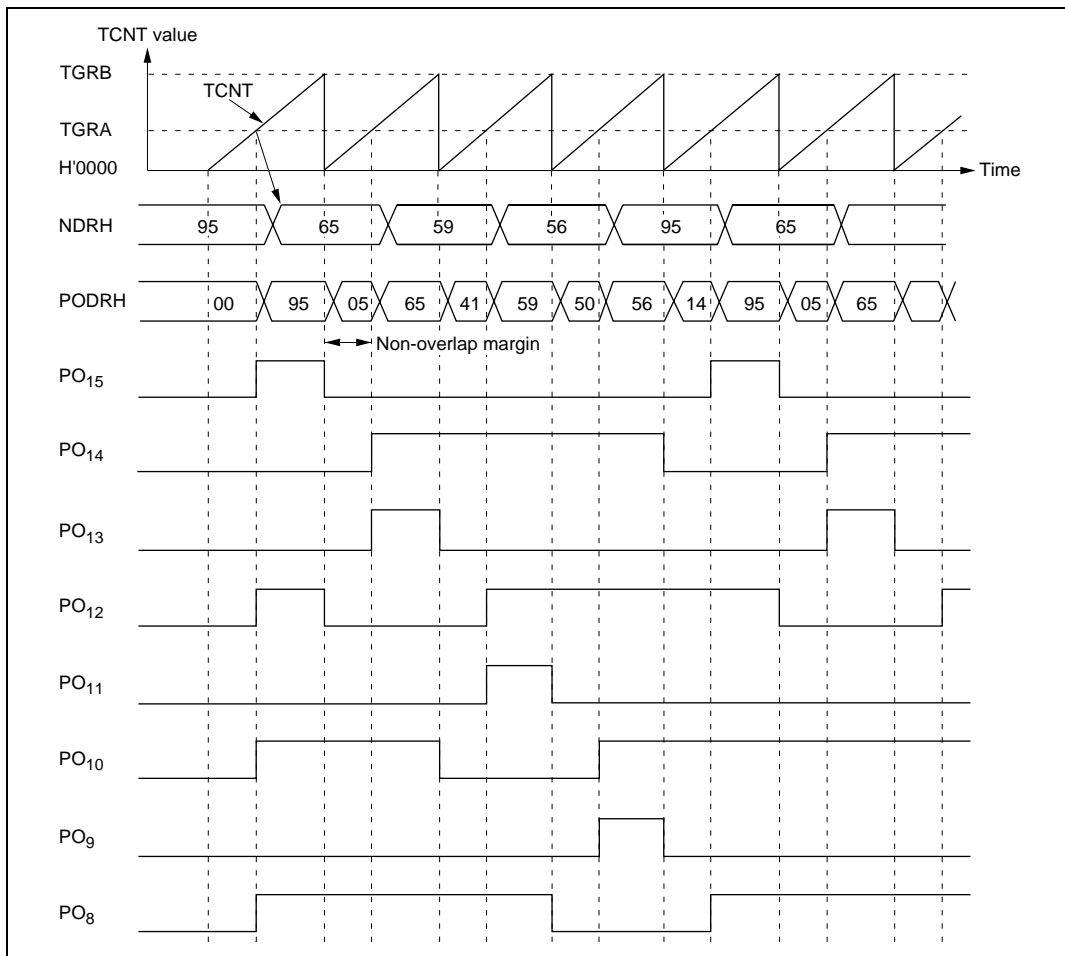 TCNT value
TGRB
TCNT
TGRA
H'0000
Time
NDRH 95 65 59 56 95 65
PODRH 00 95 05 65 41 59 50 56 14 95 05 65
Non-overlap margin
PO15
PO14
PO13
PO12
PO11
PO10
PO9
PO8